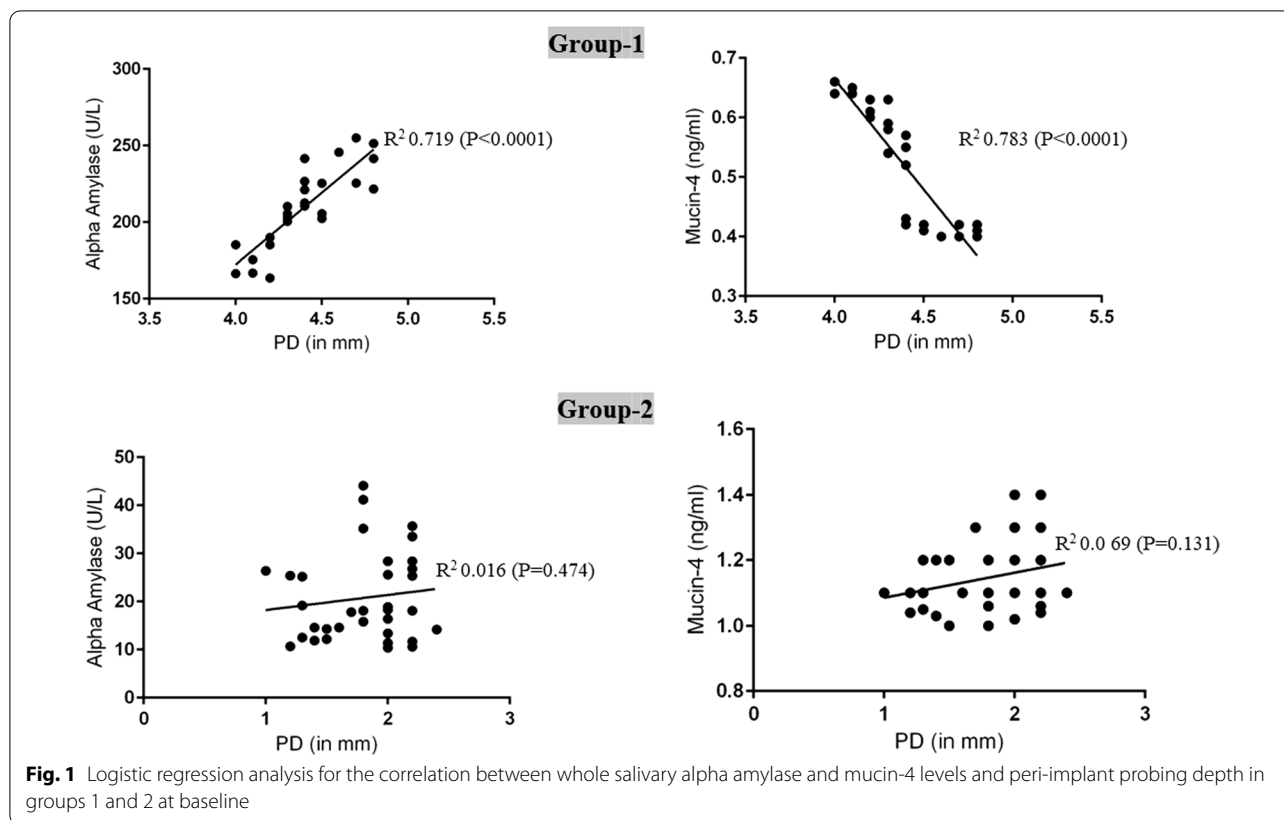 Group-1
300
250
200
150
Alpha Amylase (U/L)
R² 0.719 (P<0.0001)
3.5 4.0 4.5 5.0 5.5
PD (in mm)
0.7
0.6
0.5
0.4
0.3
Mucin-4 (ng/ml)
R² 0.783 (P<0.0001)
3.5 4.0 4.5 5.0 5.5
PD (in mm)
Group-2
50
40
30
20
10
0
Alpha Amylase (U/L)
R² 0.016 (P=0.474)
0 1 2 3
PD (in mm)
1.6
1.4
1.2
1.0
0.8
Mucin-4 (ng/ml)
R² 0.0 69 (P=0.131)
0 1 2 3
PD (in mm)
Fig. 1 Logistic regression analysis for the correlation between whole salivary alpha amylase and mucin-4 levels and peri-implant probing depth in
groups 1 and 2 at baseline